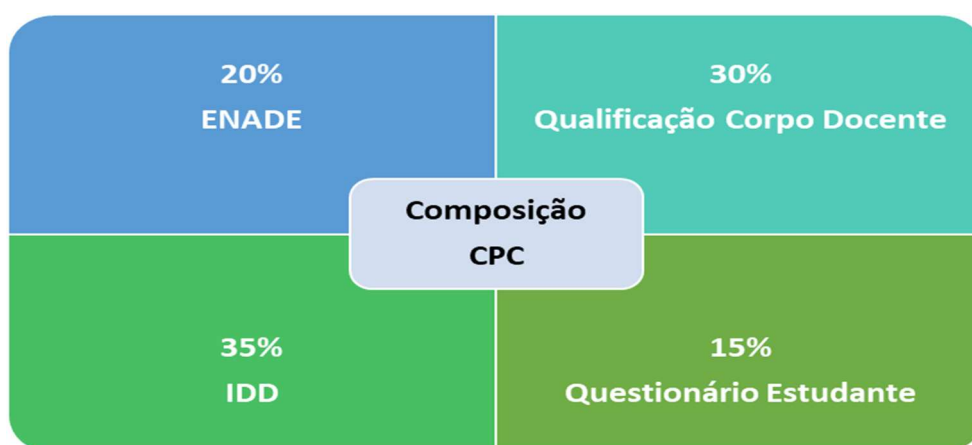 20%
ENADE
30%
Qualificação Corpo Docente
Composição
CPC
35%
IDD
15%
Questionário Estudante